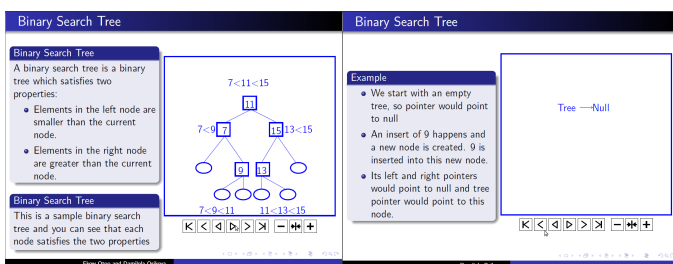 Binary Search Tree
Binary Search Tree
A binary search tree is a binary
tree which satisfies two
properties:
Elements in the left node are
smaller than the current
node.
Elements in the right node
are greater than the current
node.
Binary Search Tree
This is a sample binary search
tree and you can see that each
node satisfies the two properties
7<11<15
11
7<9
7
15
13<15
9
13
7<9<11
11<13<15
Binary Search Tree
Example
We start with an empty
tree, so pointer would point
to null
An insert of 9 happens and
a new node is created. 9 is
inserted into this new node.
Its left and right pointers
would point to null and tree
pointer would point to this
node.
Tree → Null